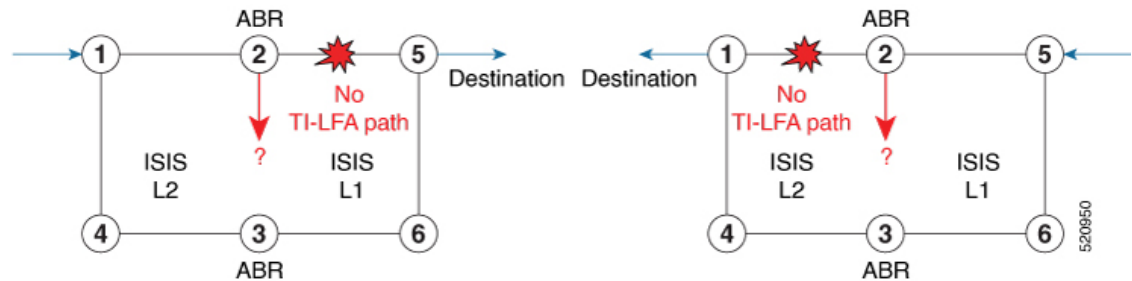 ABR
1
2
5
Destination
No
TI-LFA path
?
ISIS
L2
ISIS
L1
4
3
6
ABR
ABR
1
2
5
Destination
No
TI-LFA path
?
ISIS
L2
ISIS
L1
4
3
6
ABR
520950